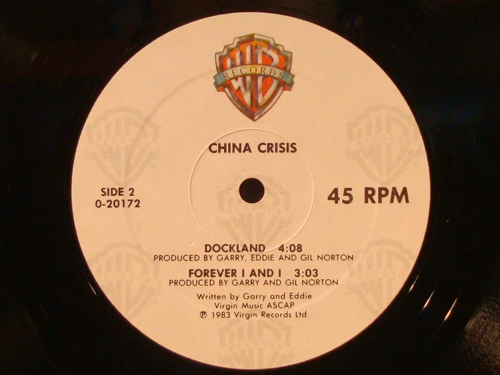 WB
RECORDS
CHINA CRISIS
SIDE 2
0-20172
45 RPM
DOCKLAND 4:08
PRODUCED BY GARRY, EDDIE AND GIL NORTON
FOREVER I AND I 3:03
PRODUCED BY GARRY AND GIL NORTON
Written by Garry and Eddie
Virgin Music ASCAP
℗ 1983 Virgin Records Ltd.